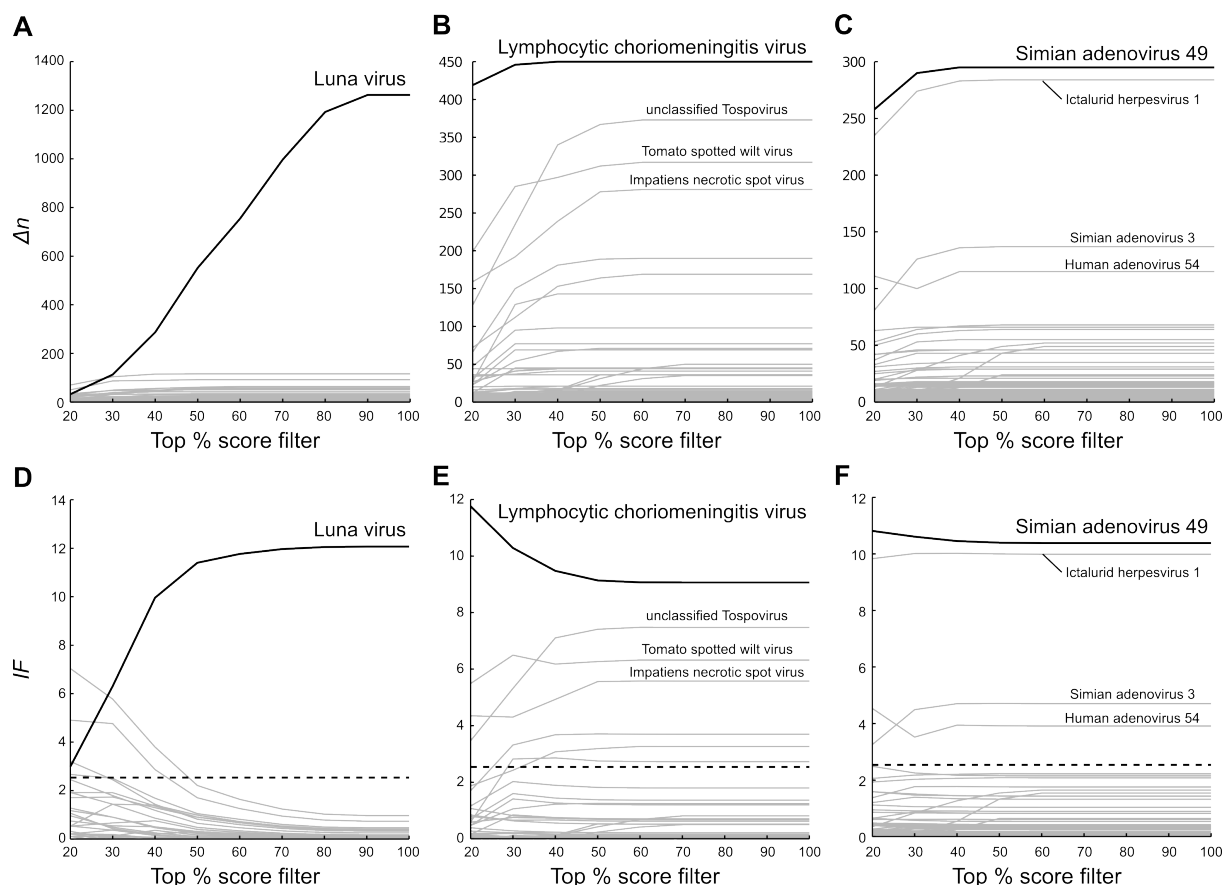 A
Δn
1400
1200
1000
800
600
400
200
0
Luna virus
20 30 40 50 60 70 80 90 100
Top % score filter
B
Lymphocytic choriomeningitis virus
450
400
350
300
250
200
150
100
50
0
unclassified Tospovirus
Tomato spotted wilt virus
Impatiens necrotic spot virus
20 30 40 50 60 70 80 90 100
Top % score filter
C
Simian adenovirus 49
300
250
200
150
100
50
0
Ictalurid herpesvirus 1
Simian adenovirus 3
Human adenovirus 54
20 30 40 50 60 70 80 90 100
Top % score filter
D
IF
14
12
10
8
6
4
2
0
Luna virus
20 30 40 50 60 70 80 90 100
Top % score filter
E
12
10
8
6
4
2
0
Lymphocytic choriomeningitis virus
unclassified Tospovirus
Tomato spotted wilt virus
Impatiens necrotic spot virus
20 30 40 50 60 70 80 90 100
Top % score filter
F
12
10
8
6
4
2
0
Simian adenovirus 49
Ictalurid herpesvirus 1
Simian adenovirus 3
Human adenovirus 54
20 30 40 50 60 70 80 90 100
Top % score filter